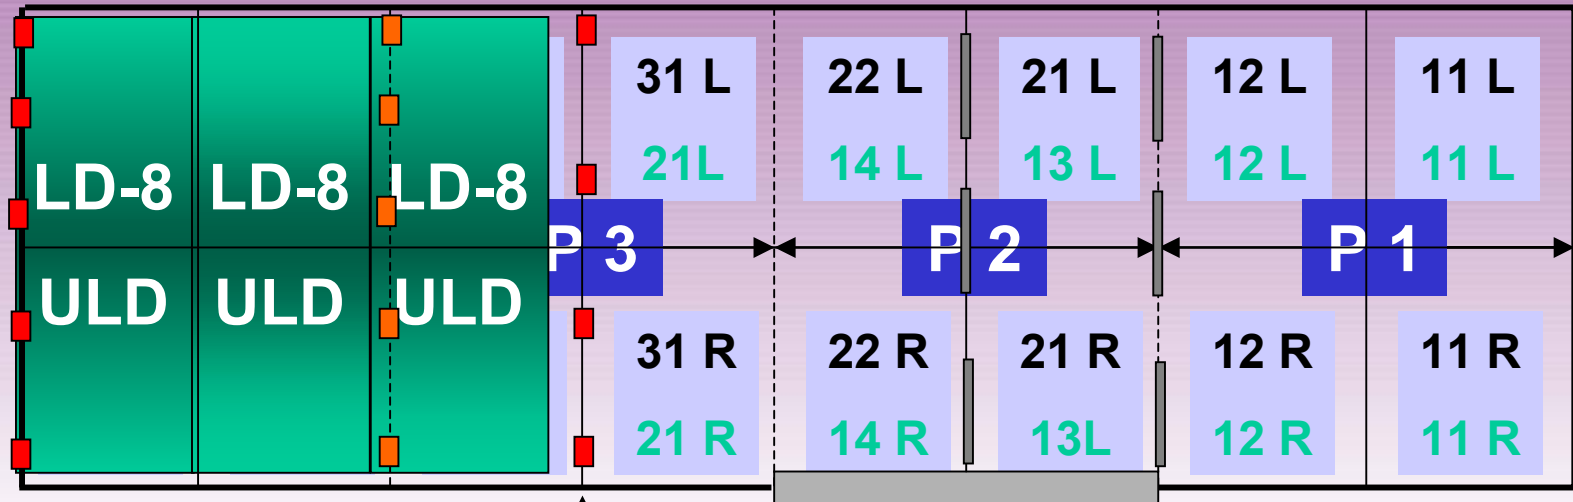 31 L 22 L 21 L 12 L 11 L
21L 14 L 13 L 12 L 11 L
LD-8 LD-8 LD-8
P 3 P 2 P 1
ULD ULD ULD
31 R 22 R 21 R 12 R 11 R
21 R 14 R 13L 12 R 11 R